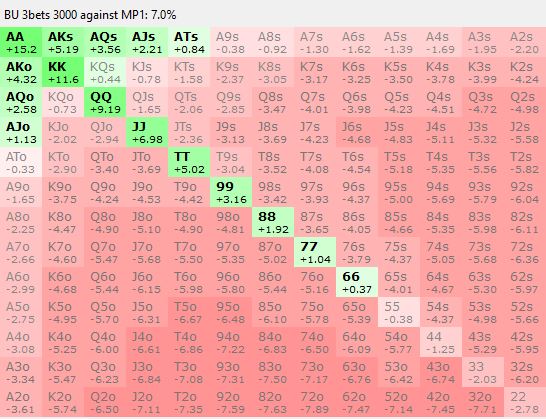 BU 3bets 3000 against MP1: 7.0%
AA AKs AQs AJs ATs A9s A8s A7s A6s A5s A4s A3s A2s
+15.2 +5.19 +3.56 +2.21 +0.84 -0.38 -0.92 -1.30 -1.62 -1.39 -1.69 -1.95 -2.20
AKo KK KQs KJs KTs K9s K8s K7s K6s K5s K4s K3s K2s
+4.32 +11.6 +0.44 -0.78 -1.58 -2.37 -3.05 -3.17 -3.25 -3.50 -3.78 -3.99 -4.24
AQo KQo QQ QJs QTs Q9s Q8s Q7s Q6s Q5s Q4s Q3s Q2s
+2.58 -0.73 +9.19 -1.65 -2.06 -2.85 -3.47 -4.01 -3.98 -4.23 -4.51 -4.72 -4.98
AJo KJo QJo JJ JTs J9s J8s J7s J6s J5s J4s J3s J2s
+1.13 -2.02 -2.94 +6.98 -2.36 -3.13 -3.69 -4.23 -4.68 -4.83 -5.11 -5.32 -5.58
ATo KTo QTo JTo TT T9s T8s T7s T6s T5s T4s T3s T2s
-0.33 -2.90 -3.40 -3.69 +5.02 -3.04 -3.52 -4.08 -4.54 -5.18 -5.35 -5.56 -5.82
A9o K9o Q9o J9o T9o 99 98s 97s 96s 95s 94s 93s 92s
-1.65 -3.75 -4.24 -4.53 -4.42 +3.16 -3.42 -3.93 -4.37 -5.00 -5.69 -5.79 -6.04
A8o K8o Q8o J8o T8o 98o 88 87s 86s 85s 84s 83s 82s
-2.25 -4.47 -4.90 -5.10 -4.90 -4.81 +1.92 -3.65 -4.05 -4.66 -5.35 -5.98 -6.11
A7o K7o Q7o J7o T7o 97o 87o 77 76s 75s 74s 73s 72s
-2.66 -4.60 -5.47 -5.68 -5.50 -5.35 -5.02 +1.04 -3.79 -4.37 -5.05 -5.68 -6.36
A6o K6o Q6o J6o T6o 96o 86o 76o 66 65s 64s 63s 62s
-2.99 -4.68 -5.44 -6.15 -5.98 -5.80 -5.44 -5.16 +0.37 -4.01 -4.67 -5.30 -5.97
A5o K5o Q5o J5o T5o 95o 85o 75o 65o 55 54s 53s 52s
-2.75 -4.95 -5.70 -6.31 -6.67 -6.48 -6.10 -5.78 -5.39 -0.38 -4.37 -4.98 -5.66
A4o K4o Q4o J4o T4o 94o 84o 74o 64o 54o 44 43s 42s
-3.08 -5.25 -6.00 -6.61 -6.86 -7.22 -6.83 -6.50 -6.09 -5.77 -1.25 -5.29 -5.95
A3o K3o Q3o J3o T3o 93o 83o 73o 63o 53o 43o 33 32s
-3.34 -5.47 -6.23 -6.84 -7.08 -7.31 -7.50 -7.17 -6.76 -6.42 -6.74 -2.03 -6.20
A2o K2o Q2o J2o T2o 92o 82o 72o 62o 52o 42o 32o 22
-3.61 -5.74 -6.50 -7.11 -7.35 -7.59 -7.63 -7.89 -7.47 -7.14 -7.45 -7.71 -2.78